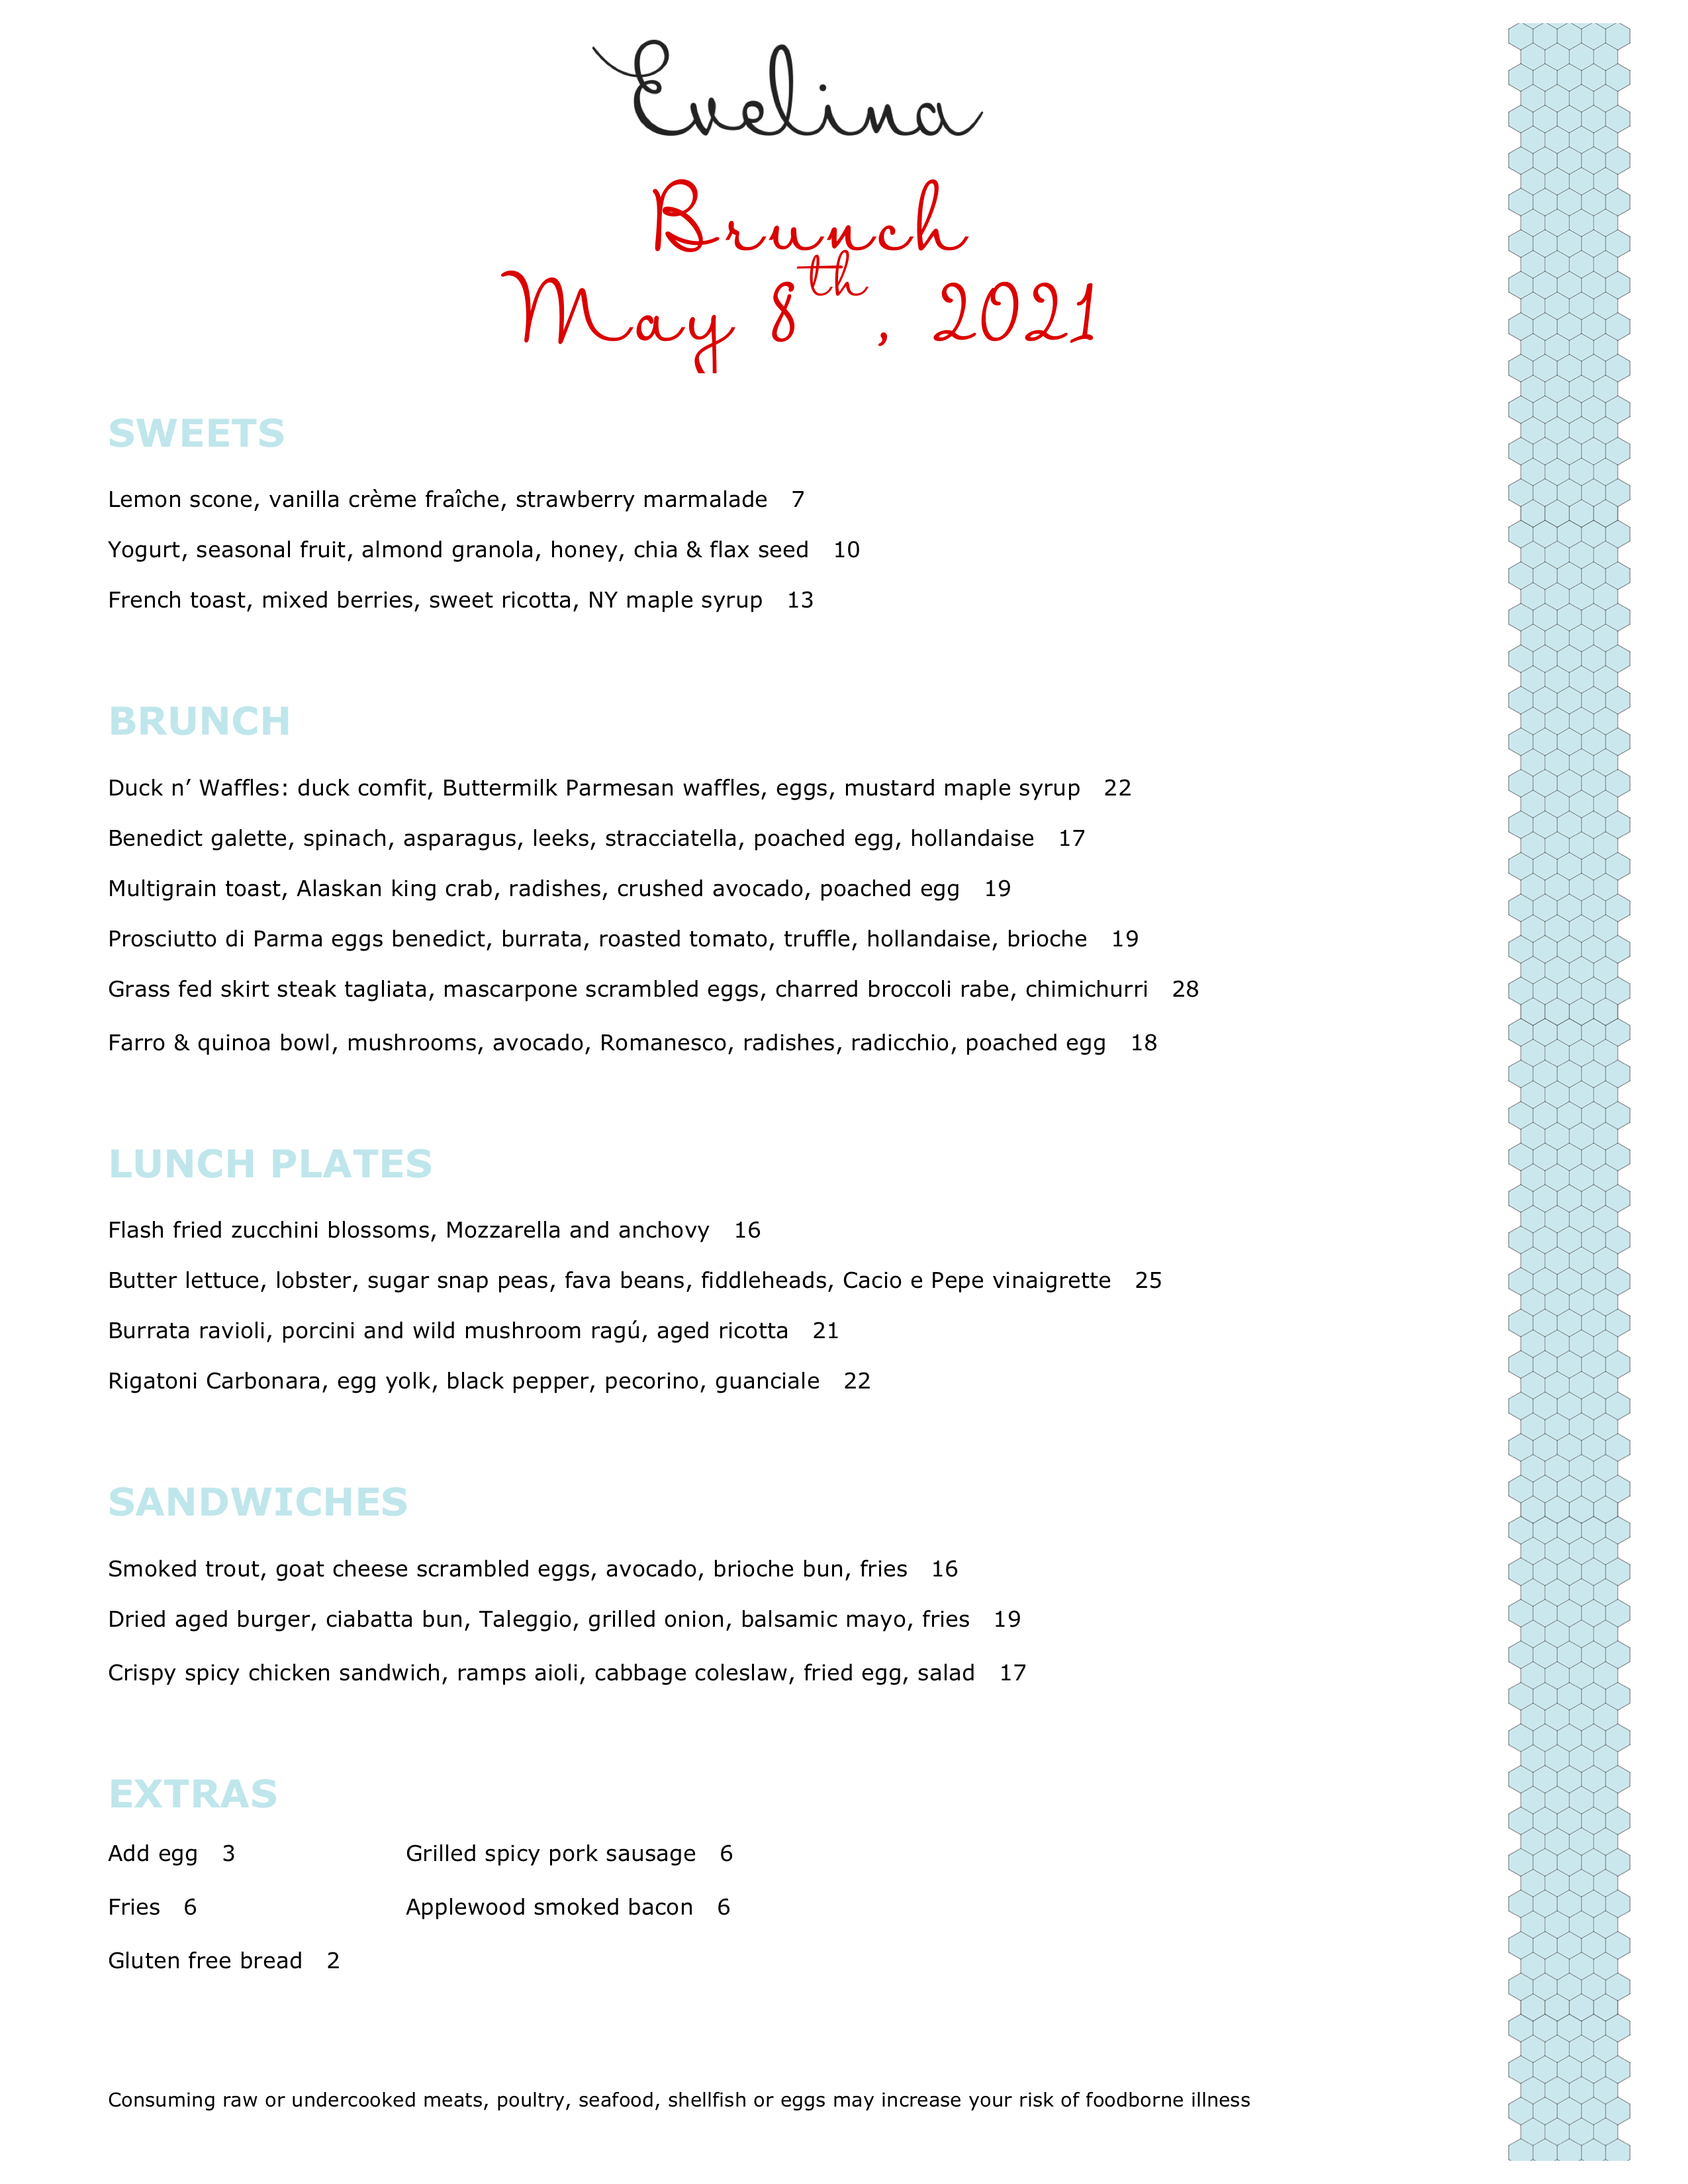 Evelina
Brunch
May 8th, 2021
SWEETS
Lemon scone, vanilla crème fraîche, strawberry marmalade 7
Yogurt, seasonal fruit, almond granola, honey, chia & flax seed 10
French toast, mixed berries, sweet ricotta, NY maple syrup 13
BRUNCH
Duck n’ Waffles: duck comfit, Buttermilk Parmesan waffles, eggs, mustard maple syrup 22
Benedict galette, spinach, asparagus, leeks, stracciatella, poached egg, hollandaise 17
Multigrain toast, Alaskan king crab, radishes, crushed avocado, poached egg 19
Prosciutto di Parma eggs benedict, burrata, roasted tomato, truffle, hollandaise, brioche 19
Grass fed skirt steak tagliata, mascarpone scrambled eggs, charred broccoli rabe, chimichurri 28
Farro & quinoa bowl, mushrooms, avocado, Romanesco, radishes, radicchio, poached egg 18
LUNCH PLATES
Flash fried zucchini blossoms, Mozzarella and anchovy 16
Butter lettuce, lobster, sugar snap peas, fava beans, fiddleheads, Cacio e Pepe vinaigrette 25
Burrata ravioli, porcini and wild mushroom ragú, aged ricotta 21
Rigatoni Carbonara, egg yolk, black pepper, pecorino, guanciale 22
SANDWICHES
Smoked trout, goat cheese scrambled eggs, avocado, brioche bun, fries 16
Dried aged burger, ciabatta bun, Taleggio, grilled onion, balsamic mayo, fries 19
Crispy spicy chicken sandwich, ramps aioli, cabbage coleslaw, fried egg, salad 17
EXTRAS
Add egg 3 Grilled spicy pork sausage 6
Fries 6 Applewood smoked bacon 6
Gluten free bread 2
Consuming raw or undercooked meats, poultry, seafood, shellfish or eggs may increase your risk of foodborne illness